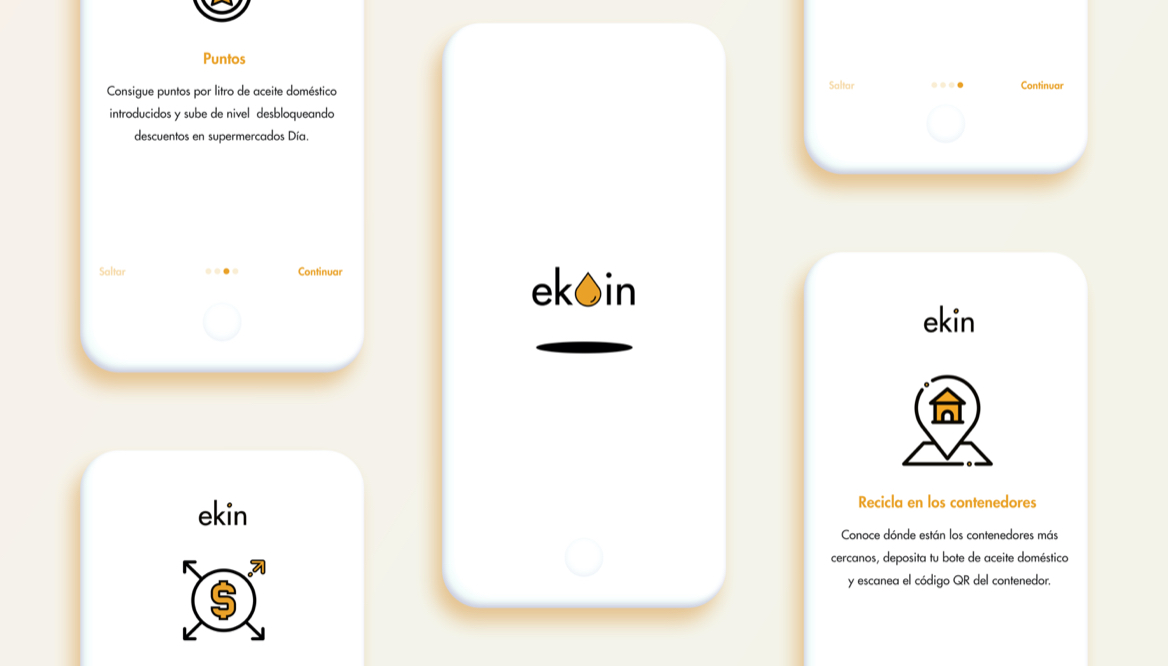 Puntos
Consigue puntos por litro de aceite doméstico
introducidos y sube de nivel desbloqueando
descuentos en supermercados Día.
Saltar
Continuar
ekin
$
ekin
Saltar
Continuar
ekin
Recicla en los contenedores
Conoce dónde están los contenedores más
cercanos, deposita tu bote de aceite doméstico
y escanea el código QR del contenedor.